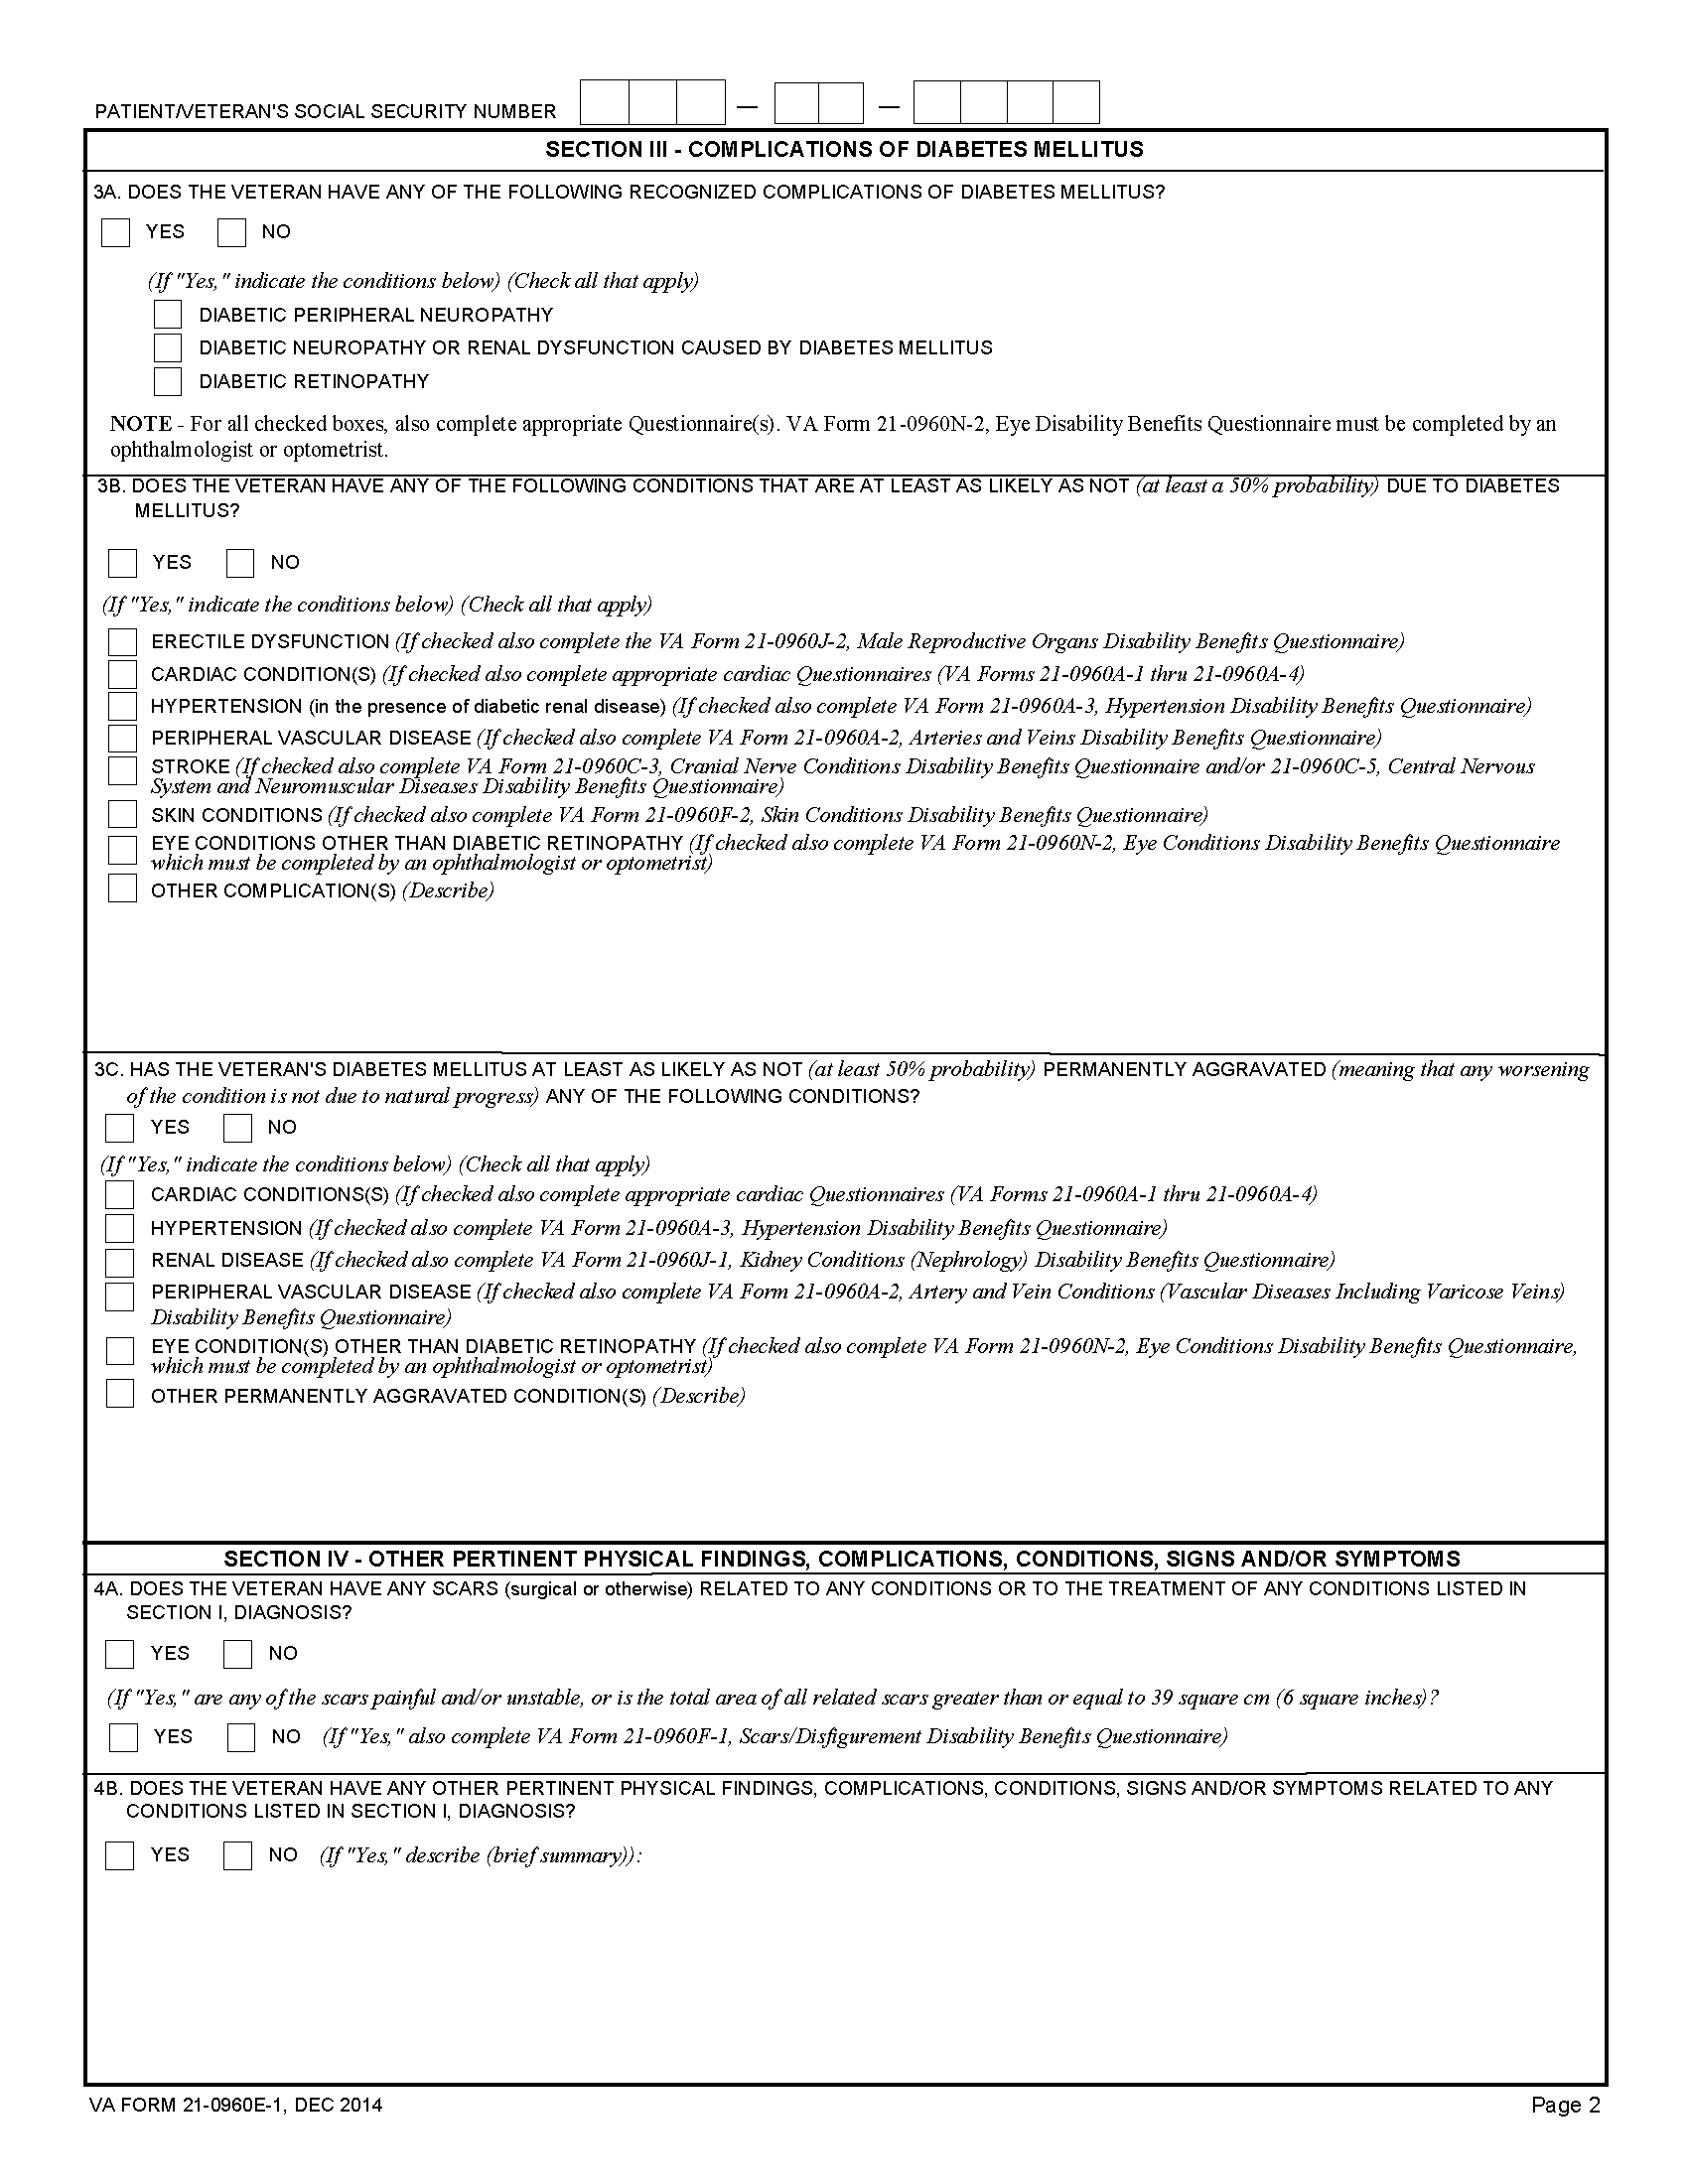 PATIENT/VETERAN'S SOCIAL SECURITY NUMBER — —
SECTION III - COMPLICATIONS OF DIABETES MELLITUS
3A. DOES THE VETERAN HAVE ANY OF THE FOLLOWING RECOGNIZED COMPLICATIONS OF DIABETES MELLITUS?
YES NO
(If "Yes," indicate the conditions below) (Check all that apply)
DIABETIC PERIPHERAL NEUROPATHY
DIABETIC NEUROPATHY OR RENAL DYSFUNCTION CAUSED BY DIABETES MELLITUS
DIABETIC RETINOPATHY
NOTE - For all checked boxes, also complete appropriate Questionnaire(s). VA Form 21-0960N-2, Eye Disability Benefits Questionnaire must be completed by an
ophthalmologist or optometrist.
3B. DOES THE VETERAN HAVE ANY OF THE FOLLOWING CONDITIONS THAT ARE AT LEAST AS LIKELY AS NOT (at least a 50% probability) DUE TO DIABETES
MELLITUS?
YES NO
(If "Yes," indicate the conditions below) (Check all that apply)
ERECTILE DYSFUNCTION (If checked also complete the VA Form 21-0960J-2, Male Reproductive Organs Disability Benefits Questionnaire)
CARDIAC CONDITION(S) (If checked also complete appropriate cardiac Questionnaires (VA Forms 21-0960A-1 thru 21-0960A-4)
HYPERTENSION (in the presence of diabetic renal disease) (If checked also complete VA Form 21-0960A-3, Hypertension Disability Benefits Questionnaire)
PERIPHERAL VASCULAR DISEASE (If checked also complete VA Form 21-0960A-2, Arteries and Veins Disability Benefits Questionnaire)
STROKE (If checked also complete VA Form 21-0960C-3, Cranial Nerve Conditions Disability Benefits Questionnaire and/or 21-0960C-5, Central Nervous
System and Neuromuscular Diseases Disability Benefits Questionnaire)
SKIN CONDITIONS (If checked also complete VA Form 21-0960F-2, Skin Conditions Disability Benefits Questionnaire)
EYE CONDITIONS OTHER THAN DIABETIC RETINOPATHY (If checked also complete VA Form 21-0960N-2, Eye Conditions Disability Benefits Questionnaire
which must be completed by an ophthalmologist or optometrist)
OTHER COMPLICATION(S) (Describe)
3C. HAS THE VETERAN'S DIABETES MELLITUS AT LEAST AS LIKELY AS NOT (at least 50% probability) PERMANENTLY AGGRAVATED (meaning that any worsening
of the condition is not due to natural progress) ANY OF THE FOLLOWING CONDITIONS?
YES NO
(If "Yes," indicate the conditions below) (Check all that apply)
CARDIAC CONDITIONS(S) (If checked also complete appropriate cardiac Questionnaires (VA Forms 21-0960A-1 thru 21-0960A-4)
HYPERTENSION (If checked also complete VA Form 21-0960A-3, Hypertension Disability Benefits Questionnaire)
RENAL DISEASE (If checked also complete VA Form 21-0960J-1, Kidney Conditions (Nephrology) Disability Benefits Questionnaire)
PERIPHERAL VASCULAR DISEASE (If checked also complete VA Form 21-0960A-2, Artery and Vein Conditions (Vascular Diseases Including Varicose Veins)
Disability Benefits Questionnaire)
EYE CONDITION(S) OTHER THAN DIABETIC RETINOPATHY (If checked also complete VA Form 21-0960N-2, Eye Conditions Disability Benefits Questionnaire,
which must be completed by an ophthalmologist or optometrist)
OTHER PERMANENTLY AGGRAVATED CONDITION(S) (Describe)
SECTION IV - OTHER PERTINENT PHYSICAL FINDINGS, COMPLICATIONS, CONDITIONS, SIGNS AND/OR SYMPTOMS
4A. DOES THE VETERAN HAVE ANY SCARS (surgical or otherwise) RELATED TO ANY CONDITIONS OR TO THE TREATMENT OF ANY CONDITIONS LISTED IN
SECTION I, DIAGNOSIS?
YES NO
(If "Yes," are any of the scars painful and/or unstable, or is the total area of all related scars greater than or equal to 39 square cm (6 square inches)?
YES NO (If "Yes," also complete VA Form 21-0960F-1, Scars/Disfigurement Disability Benefits Questionnaire)
4B. DOES THE VETERAN HAVE ANY OTHER PERTINENT PHYSICAL FINDINGS, COMPLICATIONS, CONDITIONS, SIGNS AND/OR SYMPTOMS RELATED TO ANY
CONDITIONS LISTED IN SECTION I, DIAGNOSIS?
YES NO (If "Yes," describe (brief summary)):
VA FORM 21-0960E-1, DEC 2014 Page 2